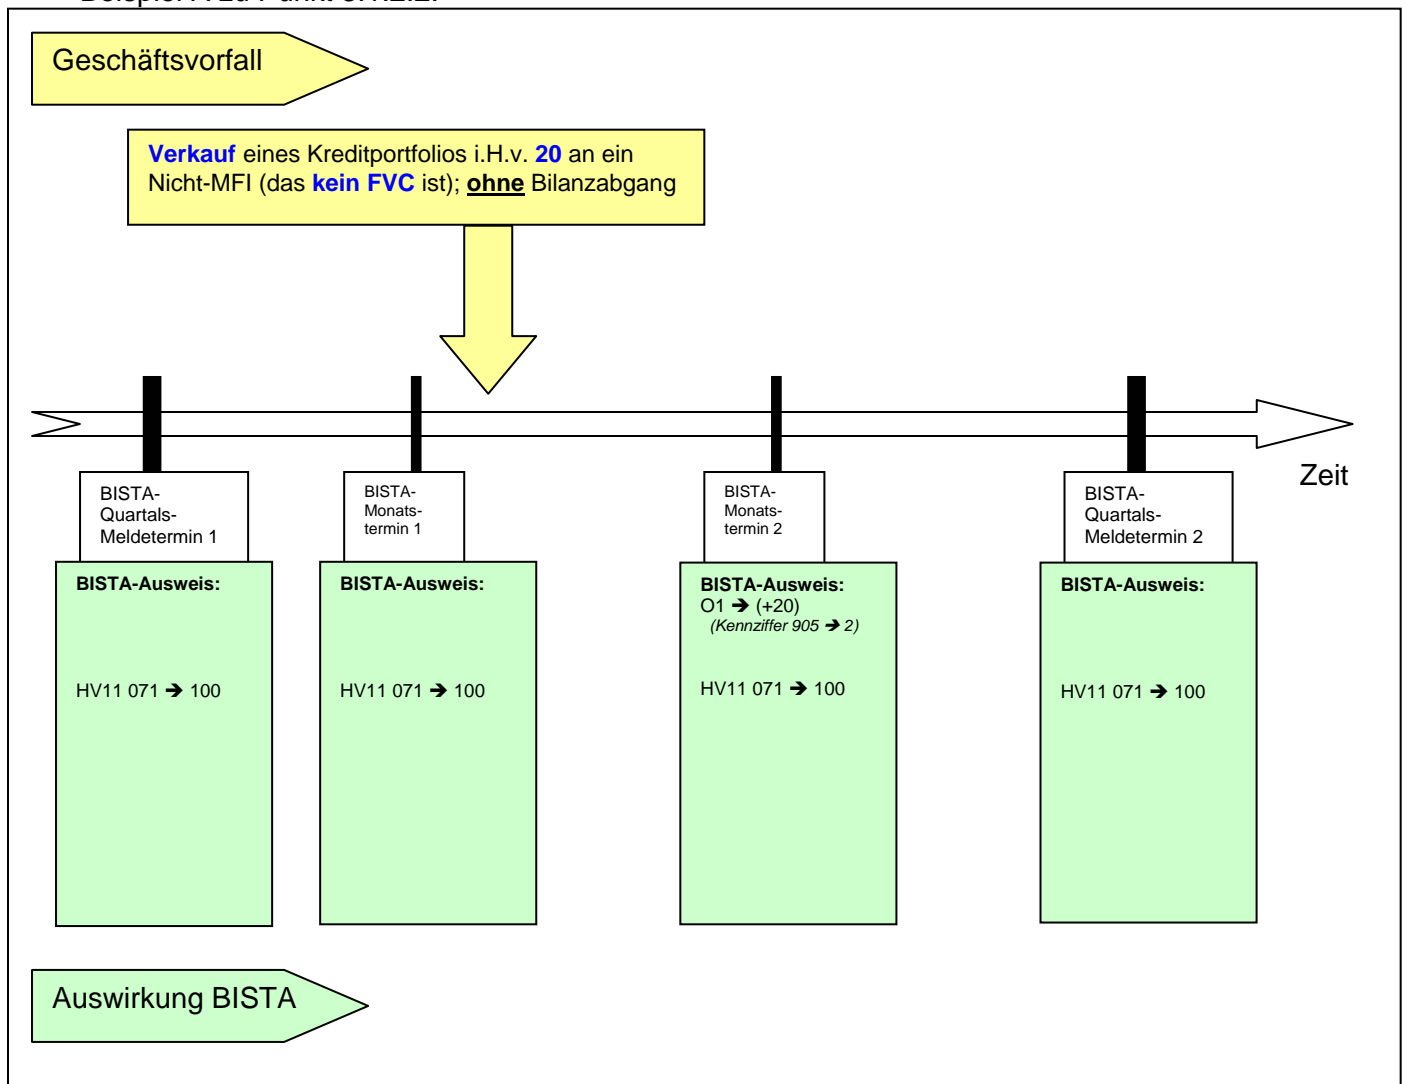 Geschäftsvorfall
Verkauf eines Kreditportfolios i.H.v. 20 an ein
Nicht-MFI (das kein FVC ist); ohne Bilanzabgang
Zeit
BISTA-
Quartals-
Meldetermin 1
BISTA-Ausweis:
HV11 071 ➔ 100
BISTA-
Monats-
termin 1
BISTA-Ausweis:
HV11 071 ➔ 100
BISTA-
Monats-
termin 2
BISTA-Ausweis:
O1 ➔ (+20)
(Kennziffer 905 ➔ 2)
HV11 071 ➔ 100
BISTA-
Quartals-
Meldetermin 2
BISTA-Ausweis:
HV11 071 ➔ 100
Auswirkung BISTA